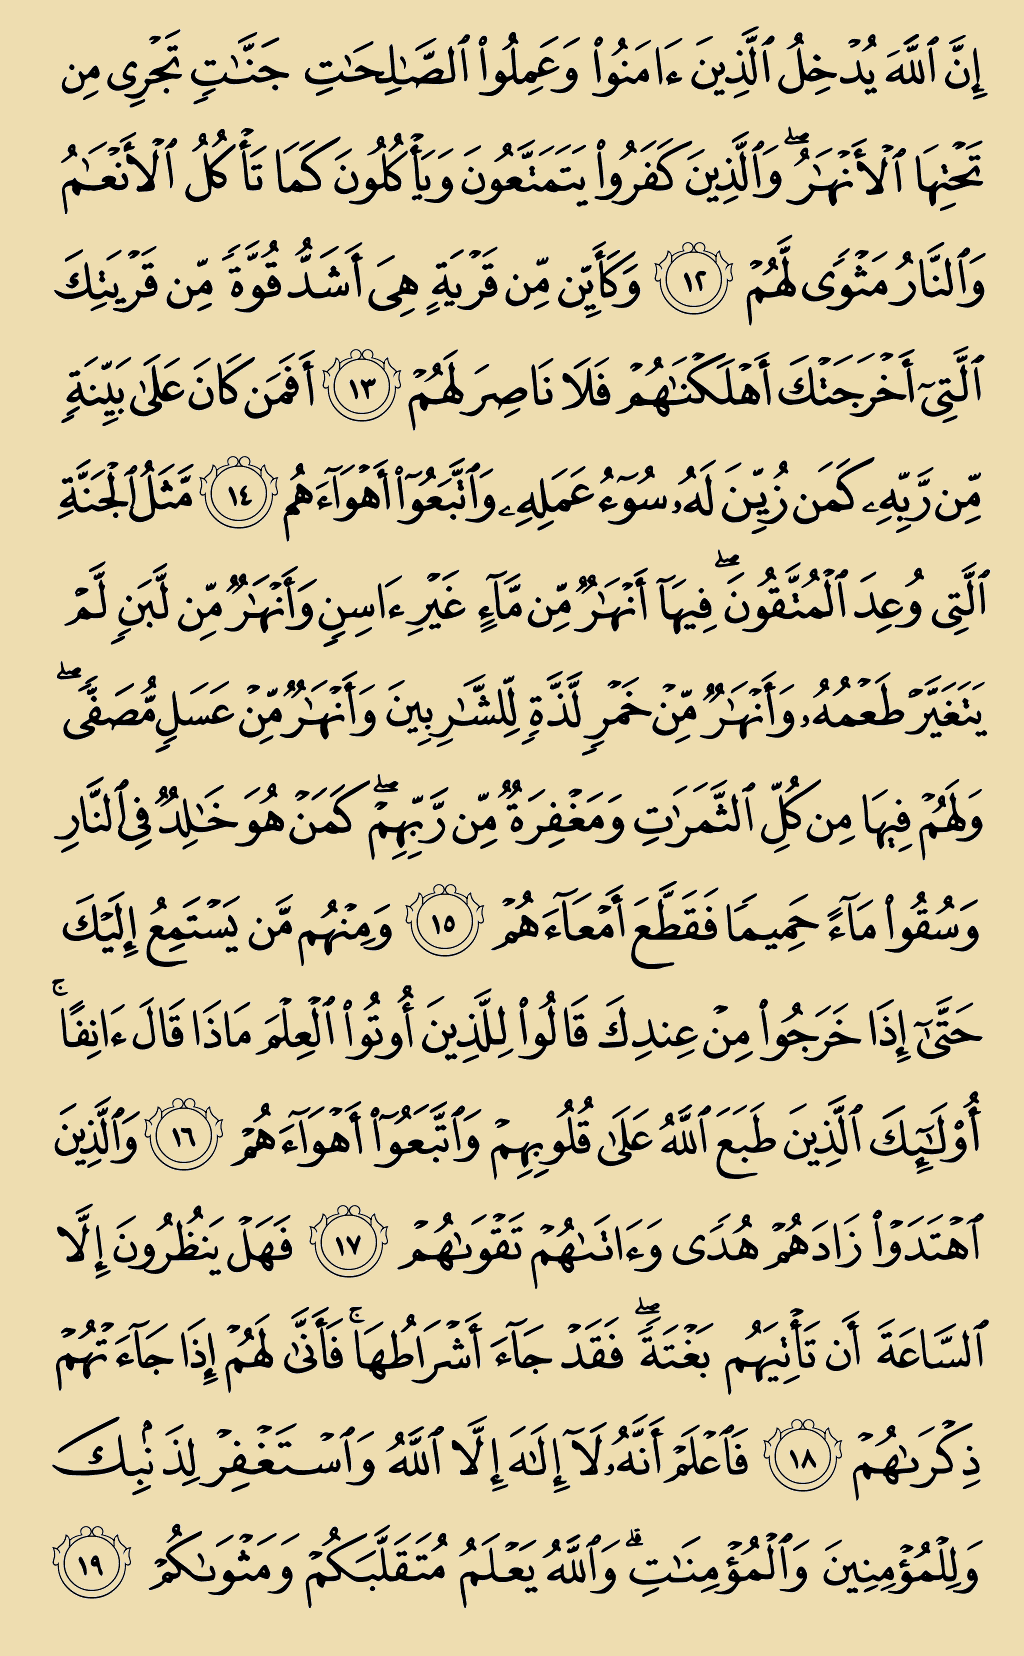 إِنَّ ٱللَّهَ يُدْخِلُ ٱلَّذِينَ ءَامَنُوا۟ وَعَمِلُوا۟ ٱلصَّـٰلِحَـٰتِ جَنَّـٰتٍ تَجْرِى مِن
تَحْتِهَا ٱلْأَنْهَـٰرُ ۖ وَٱلَّذِينَ كَفَرُوا۟ يَتَمَتَّعُونَ وَيَأْكُلُونَ كَمَا تَأْكُلُ ٱلْأَنْعَـٰمُ
وَٱلنَّارُ مَثْوًى لَّهُمْ ١٢ وَكَأَيِّن مِّن قَرْيَةٍ هِىَ أَشَدُّ قُوَّةً مِّن قَرْيَتِكَ
ٱلَّتِىٓ أَخْرَجَتْكَ أَهْلَكْنَـٰهُمْ فَلَا نَاصِرَ لَهُمْ ١٣ أَفَمَن كَانَ عَلَىٰ بَيِّنَةٍ
مِّن رَّبِّهِۦ كَمَن زُيِّنَ لَهُۥ سُوٓءُ عَمَلِهِۦ وَٱتَّبَعُوٓا۟ أَهْوَآءَهُم ١٤ مَّثَلُ ٱلْجَنَّةِ
ٱلَّتِى وُعِدَ ٱلْمُتَّقُونَ ۖ فِيهَآ أَنْهَـٰرٌ مِّن مَّآءٍ غَيْرِ ءَاسِنٍ وَأَنْهَـٰرٌ مِّن لَّبَنٍ لَّمْ
يَتَغَيَّرْ طَعْمُهُۥ وَأَنْهَـٰرٌ مِّنْ خَمْرٍ لَّذَّةٍ لِّلشَّـٰرِبِينَ وَأَنْهَـٰرٌ مِّنْ عَسَلٍ مُّصَفًّى ۖ
وَلَهُمْ فِيهَا مِن كُلِّ ٱلثَّمَرَٰتِ وَمَغْفِرَةٌ مِّن رَّبِّهِمْ ۖ كَمَنْ هُوَ خَـٰلِدٌ فِى ٱلنَّارِ
وَسُقُوا۟ مَآءً حَمِيمًا فَقَطَّعَ أَمْعَآءَهُمْ ١٥ وَمِنْهُم مَّن يَسْتَمِعُ إِلَيْكَ
حَتَّىٰٓ إِذَا خَرَجُوا۟ مِنْ عِندِكَ قَالُوا۟ لِلَّذِينَ أُوتُوا۟ ٱلْعِلْمَ مَاذَا قَالَ ءَانِفًا ۚ
أُو۟لَـٰٓئِكَ ٱلَّذِينَ طَبَعَ ٱللَّهُ عَلَىٰ قُلُوبِهِمْ وَٱتَّبَعُوٓا۟ أَهْوَآءَهُمْ ١٦ وَٱلَّذِينَ
ٱهْتَدَوْا۟ زَادَهُمْ هُدًى وَءَاتَىٰهُمْ تَقْوَىٰهُمْ ١٧ فَهَلْ يَنظُرُونَ إِلَّا
ٱلسَّاعَةَ أَن تَأْتِيَهُم بَغْتَةً ۖ فَقَدْ جَآءَ أَشْرَاطُهَا ۚ فَأَنَّىٰ لَهُمْ إِذَا جَآءَتْهُمْ
ذِكْرَىٰهُمْ ١٨ فَٱعْلَمْ أَنَّهُۥ لَآ إِلَـٰهَ إِلَّا ٱللَّهُ وَٱسْتَغْفِرْ لِذَنۢبِكَ
وَلِلْمُؤْمِنِينَ وَٱلْمُؤْمِنَـٰتِ ۗ وَٱللَّهُ يَعْلَمُ مُتَقَلَّبَكُمْ وَمَثْوَىٰكُمْ ١٩